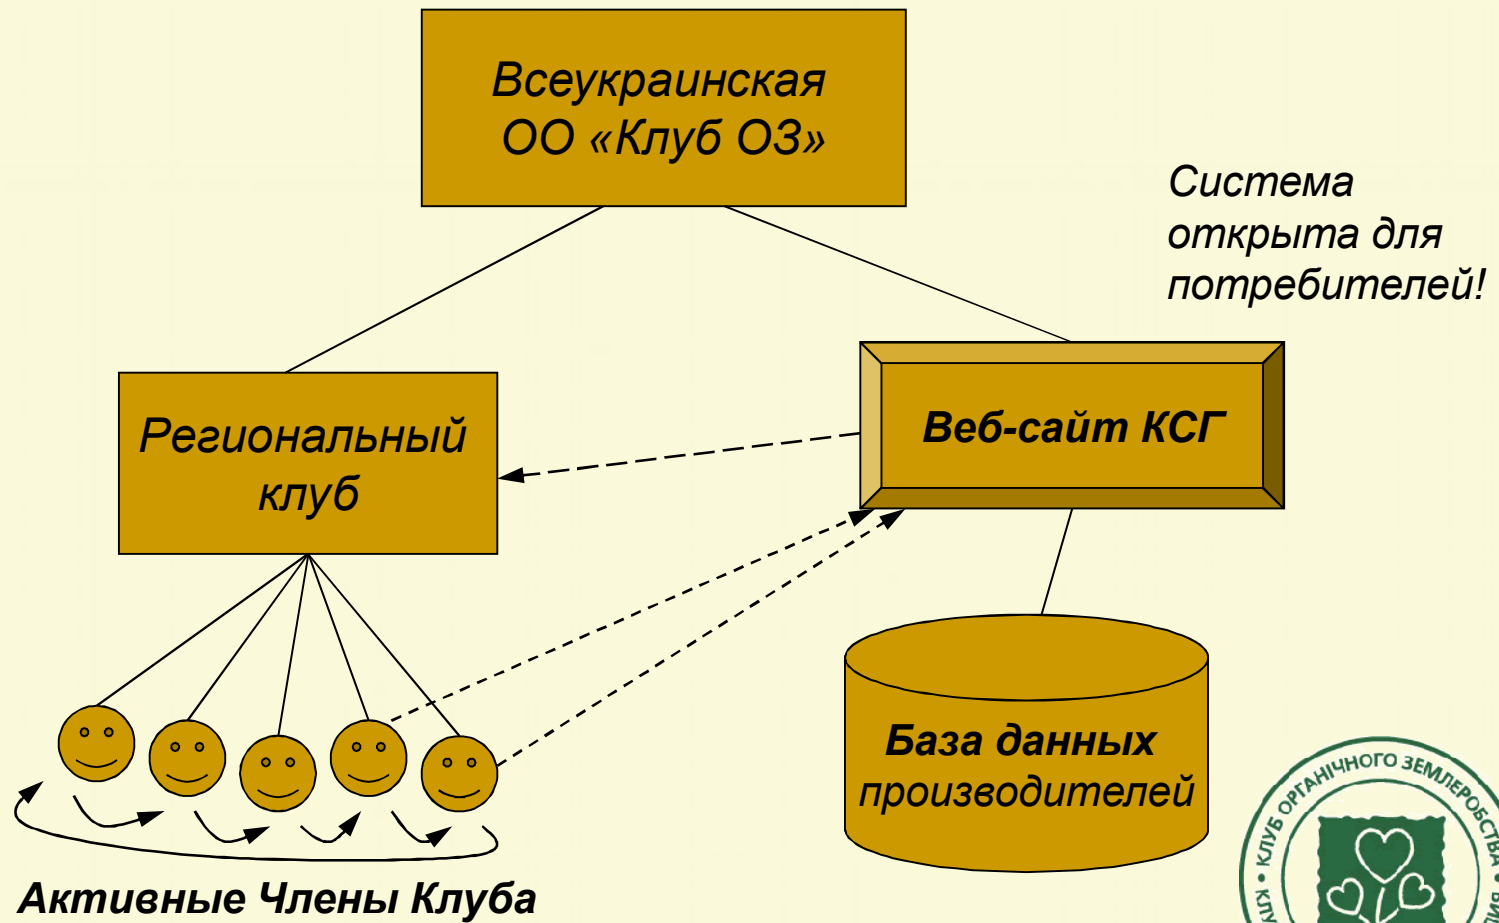 Всеукраинская
ОО «Клуб ОЗ»
Система
открыта для
потребителей!
Региональный
клуб
Веб-сайт КСГ
База данных
производителей
Активные Члены Клуба
• КЛУБ ОРГАНІЧНОГО ЗЕМЛЕРОБСТВА •